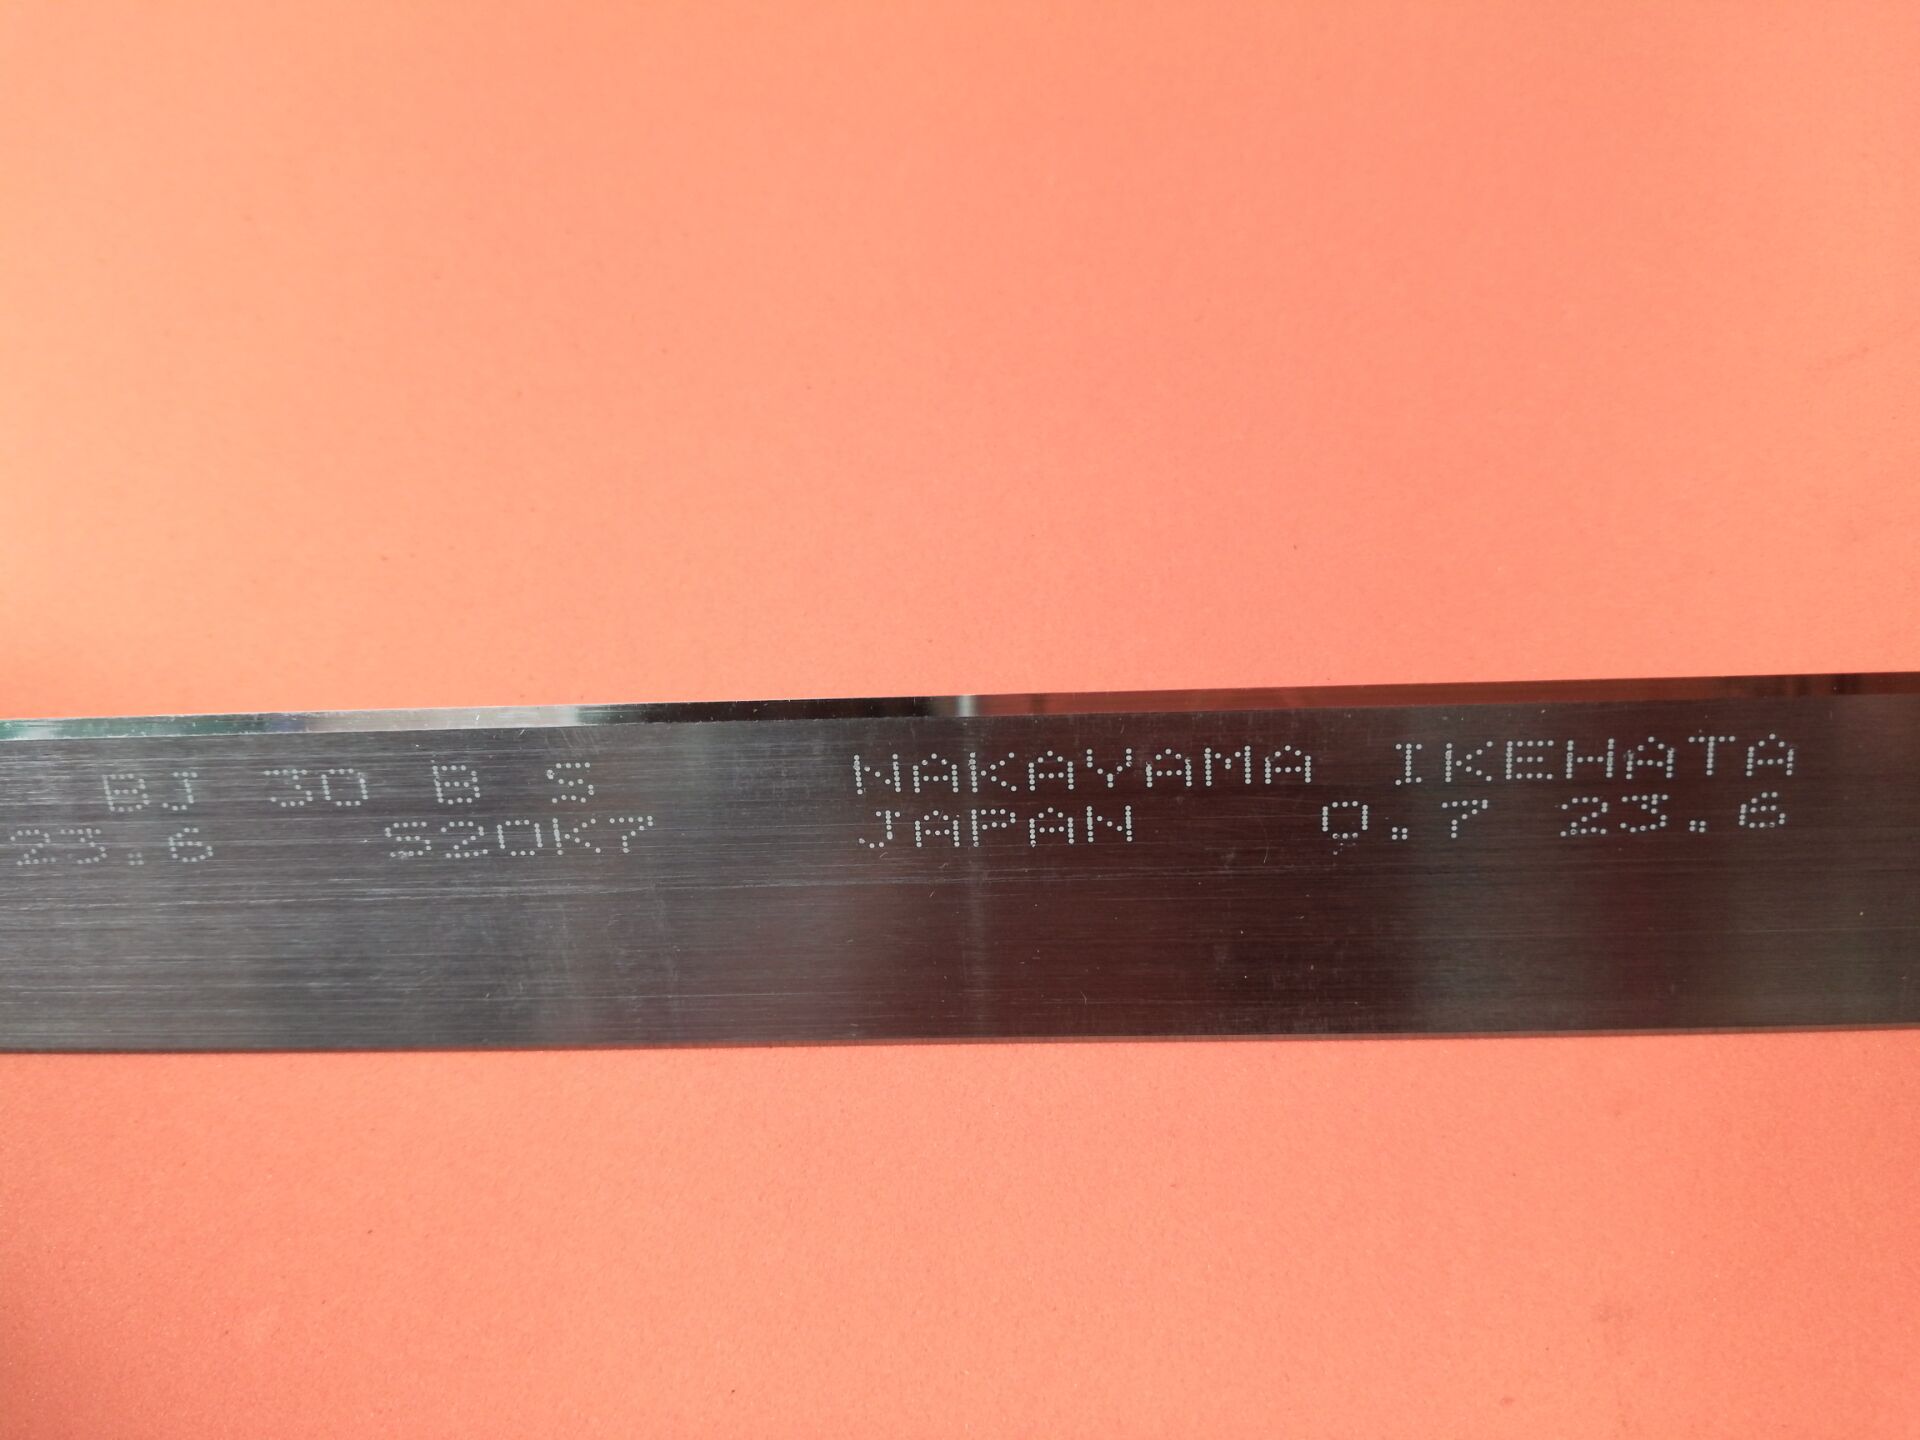 BJ 30 B S NAKAYAMA IKEHATA
23.6 S20K7 JAPAN 0.7 23.6